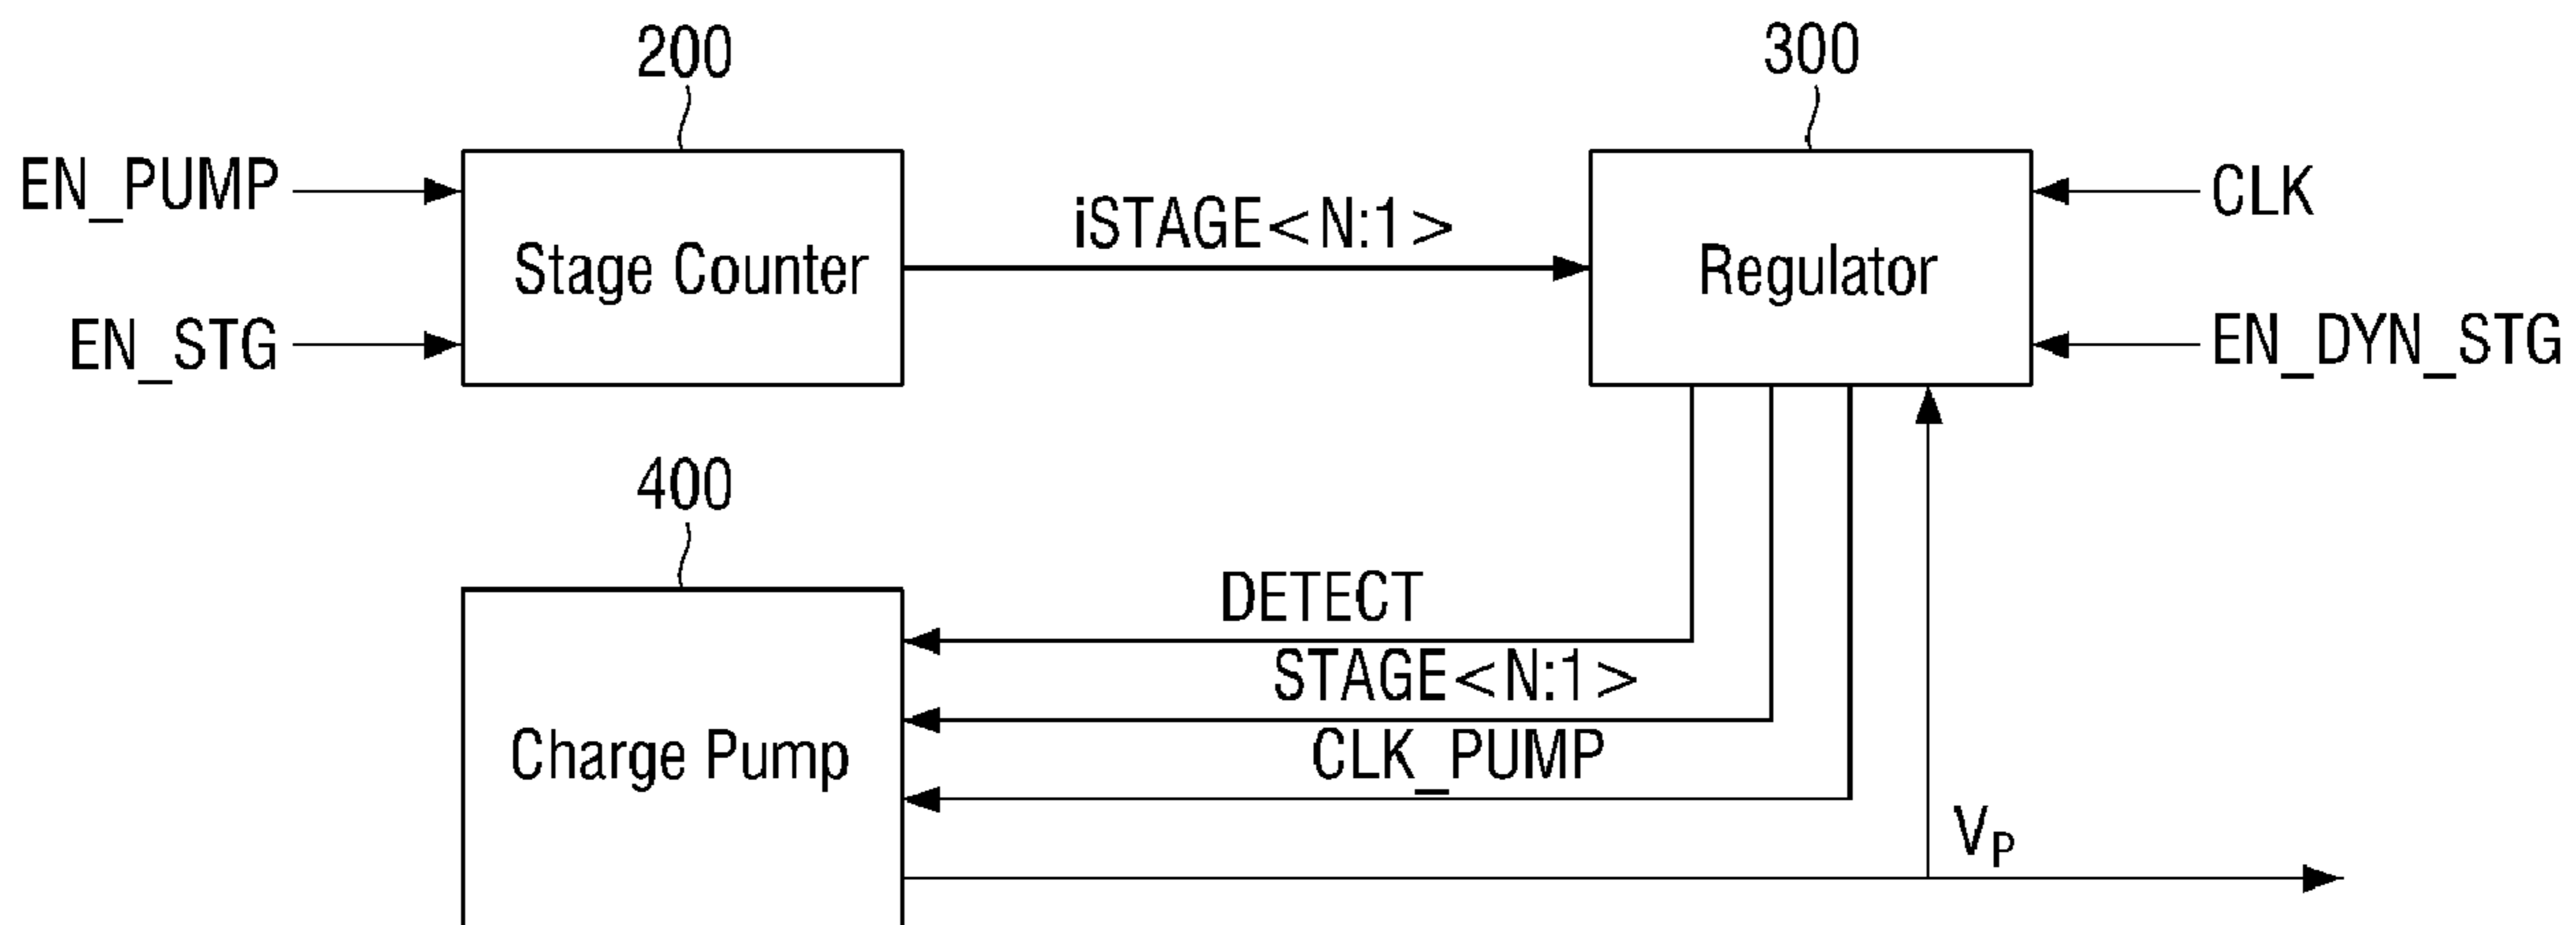 200
300
EN_PUMP
CLK
iSTAGE<N:1>
Stage Counter
Regulator
EN_STG
EN_DYN_STG
400
DETECT
STAGE<N:1>
Charge Pump
CLK_PUMP
VP